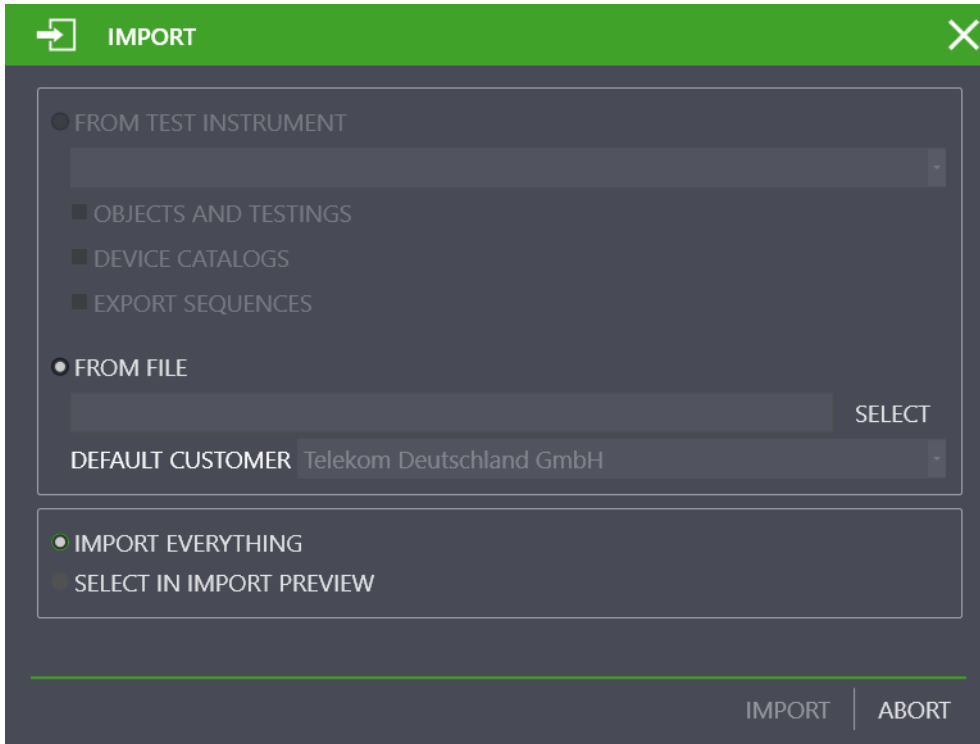 IMPORT
FROM TEST INSTRUMENT
OBJECTS AND TESTINGS
DEVICE CATALOGS
EXPORT SEQUENCES
FROM FILE
SELECT
DEFAULT CUSTOMER Telekom Deutschland GmbH
IMPORT EVERYTHING
SELECT IN IMPORT PREVIEW
IMPORT ABORT